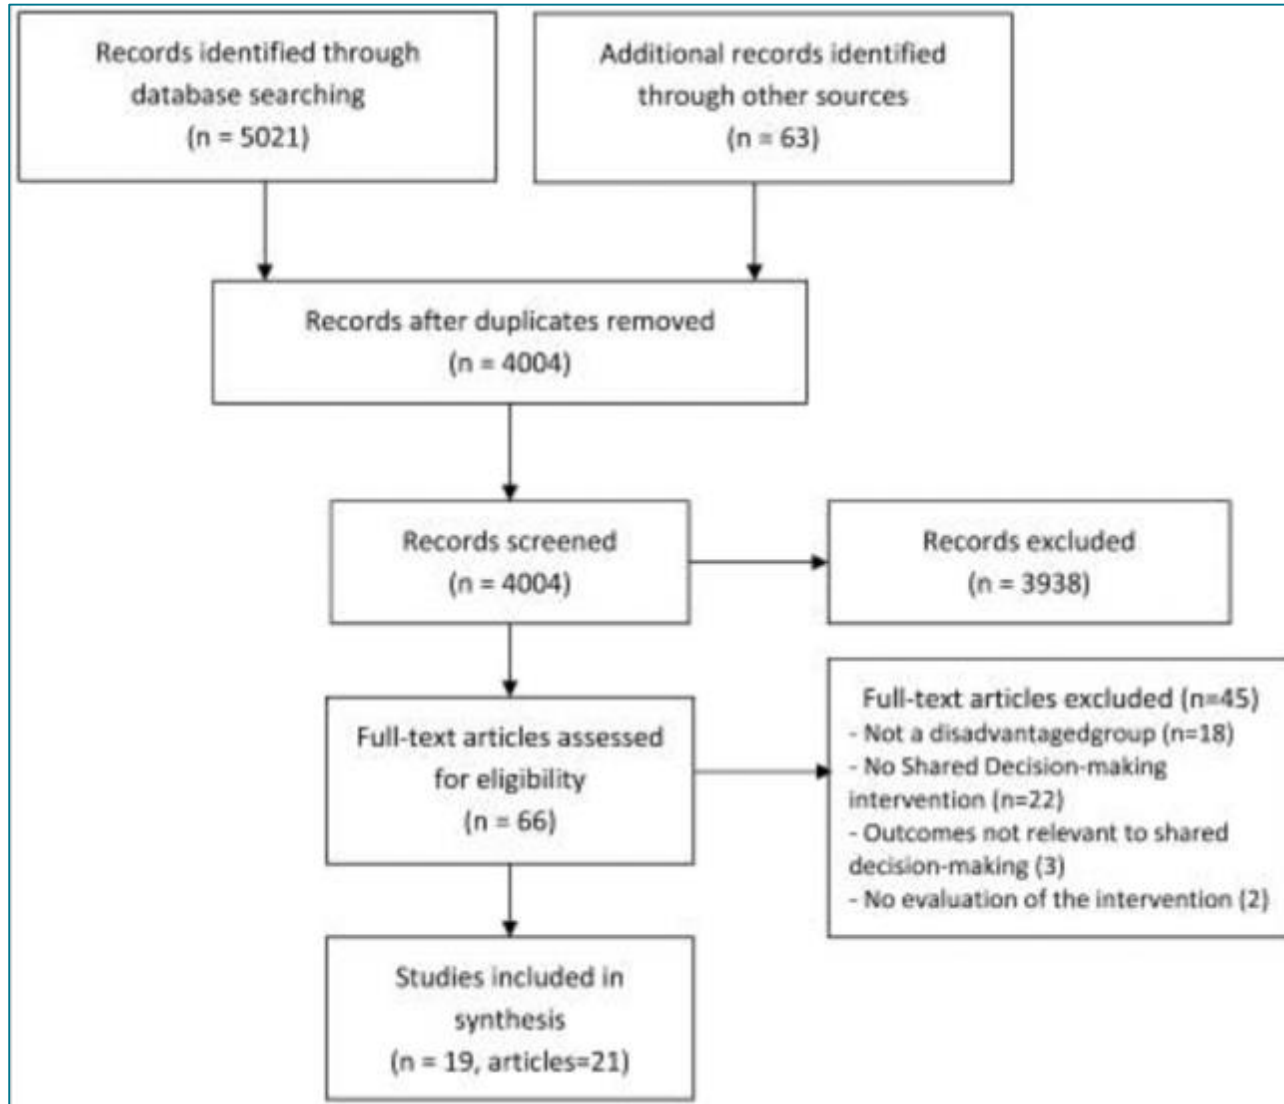 Records identified through
database searching
(n = 5021)
Additional records identified
through other sources
(n = 63)
Records after duplicates removed
(n = 4004)
Records screened
(n = 4004)
Records excluded
(n = 3938)
Full-text articles assessed
for eligibility
(n = 66)
Full-text articles excluded (n=45)
- Not a disadvantagedgroup (n=18)
- No Shared Decision-making
intervention (n=22)
- Outcomes not relevant to shared
decision-making (3)
- No evaluation of the intervention (2)
Studies included in
synthesis
(n = 19, articles=21)